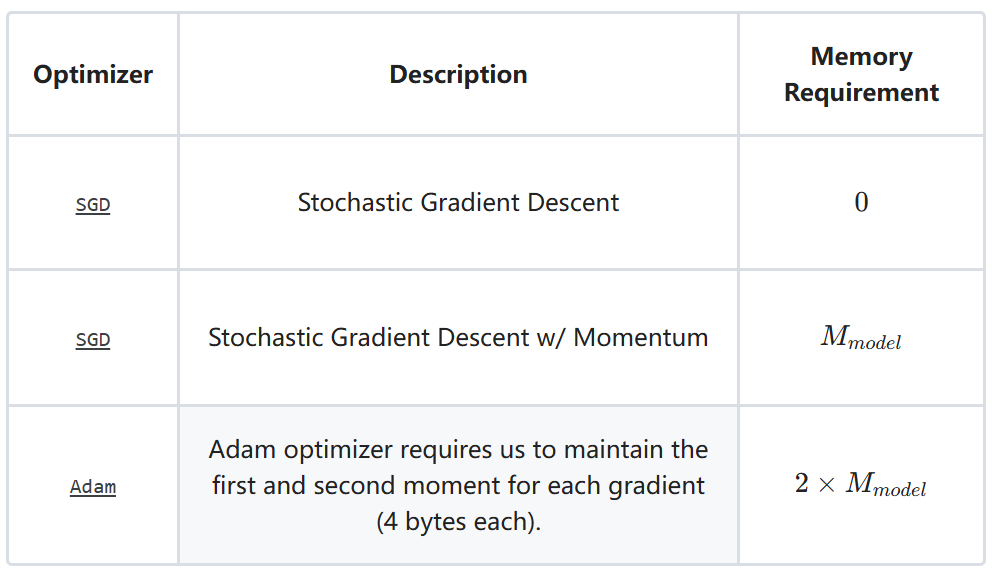 Optimizer
Description
Memory
Requirement
SGD
Stochastic Gradient Descent
0
SGD
Stochastic Gradient Descent w/ Momentum
M_{model}
Adam
Adam optimizer requires us to maintain the
first and second moment for each gradient
(4 bytes each).
2 × M_{model}